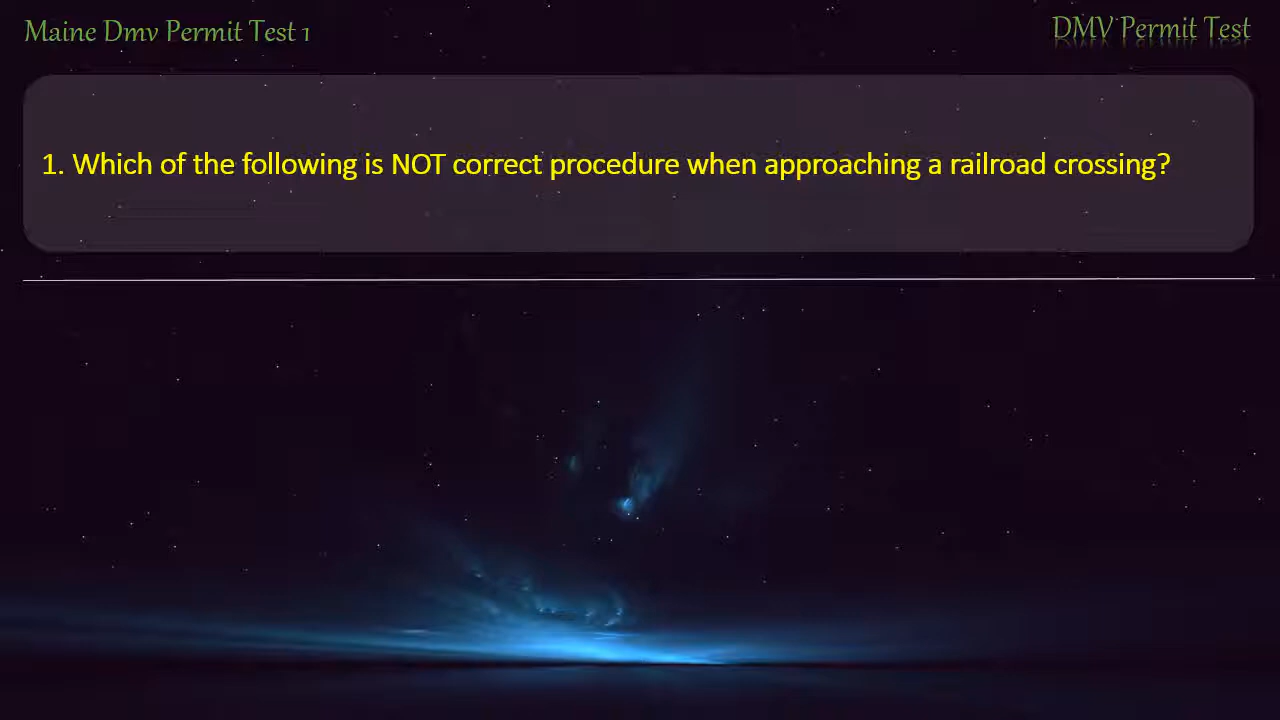 Maine Dmv Permit Test 1
DMV Permit Test
1. Which of the following is NOT correct procedure when approaching a railroad crossing?